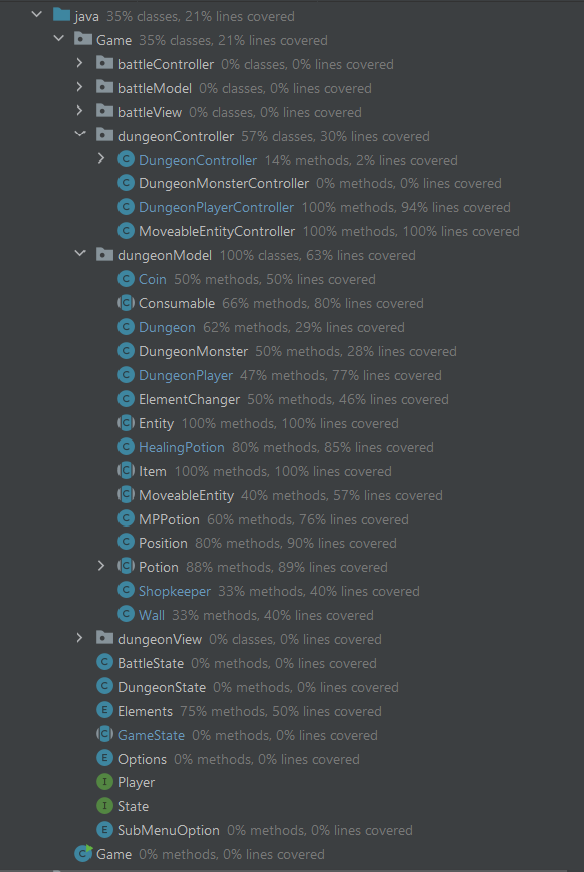 java 35% classes, 21% lines covered
Game 35% classes, 21% lines covered
battleController 0% classes, 0% lines covered
battleModel 0% classes, 0% lines covered
battleView 0% classes, 0% lines covered
dungeonController 57% classes, 30% lines covered
C DungeonController 14% methods, 2% lines covered
C DungeonMonsterController 0% methods, 0% lines covered
C DungeonPlayerController 100% methods, 94% lines covered
C MoveableEntityController 100% methods, 100% lines covered
dungeonModel 100% classes, 63% lines covered
C Coin 50% methods, 50% lines covered
C Consumable 66% methods, 80% lines covered
C Dungeon 62% methods, 29% lines covered
C DungeonMonster 50% methods, 28% lines covered
C DungeonPlayer 47% methods, 77% lines covered
C ElementChanger 50% methods, 46% lines covered
C Entity 100% methods, 100% lines covered
C HealingPotion 80% methods, 85% lines covered
C Item 100% methods, 100% lines covered
C MoveableEntity 40% methods, 57% lines covered
C MPPotion 60% methods, 76% lines covered
C Position 80% methods, 90% lines covered
C Potion 88% methods, 89% lines covered
C Shopkeeper 33% methods, 40% lines covered
C Wall 33% methods, 40% lines covered
dungeonView 0% classes, 0% lines covered
C BattleState 0% methods, 0% lines covered
C DungeonState 0% methods, 0% lines covered
E Elements 75% methods, 50% lines covered
C GameState 0% methods, 0% lines covered
E Options 0% methods, 0% lines covered
I Player
I State
E SubMenuOption 0% methods, 0% lines covered
C Game 0% methods, 0% lines covered